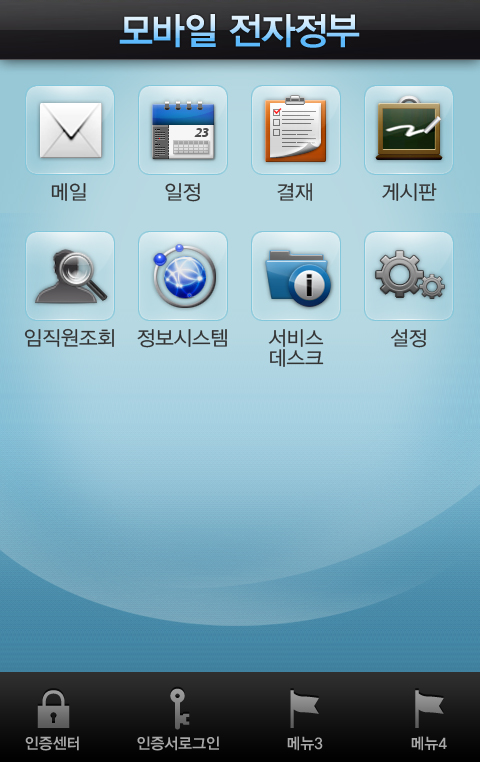 모바일 전자정부
23
메일 일정 결재 게시판
임직원조회 정보시스템 서비스 설정
데스크
인증센터 인증서로그인 메뉴3 메뉴4